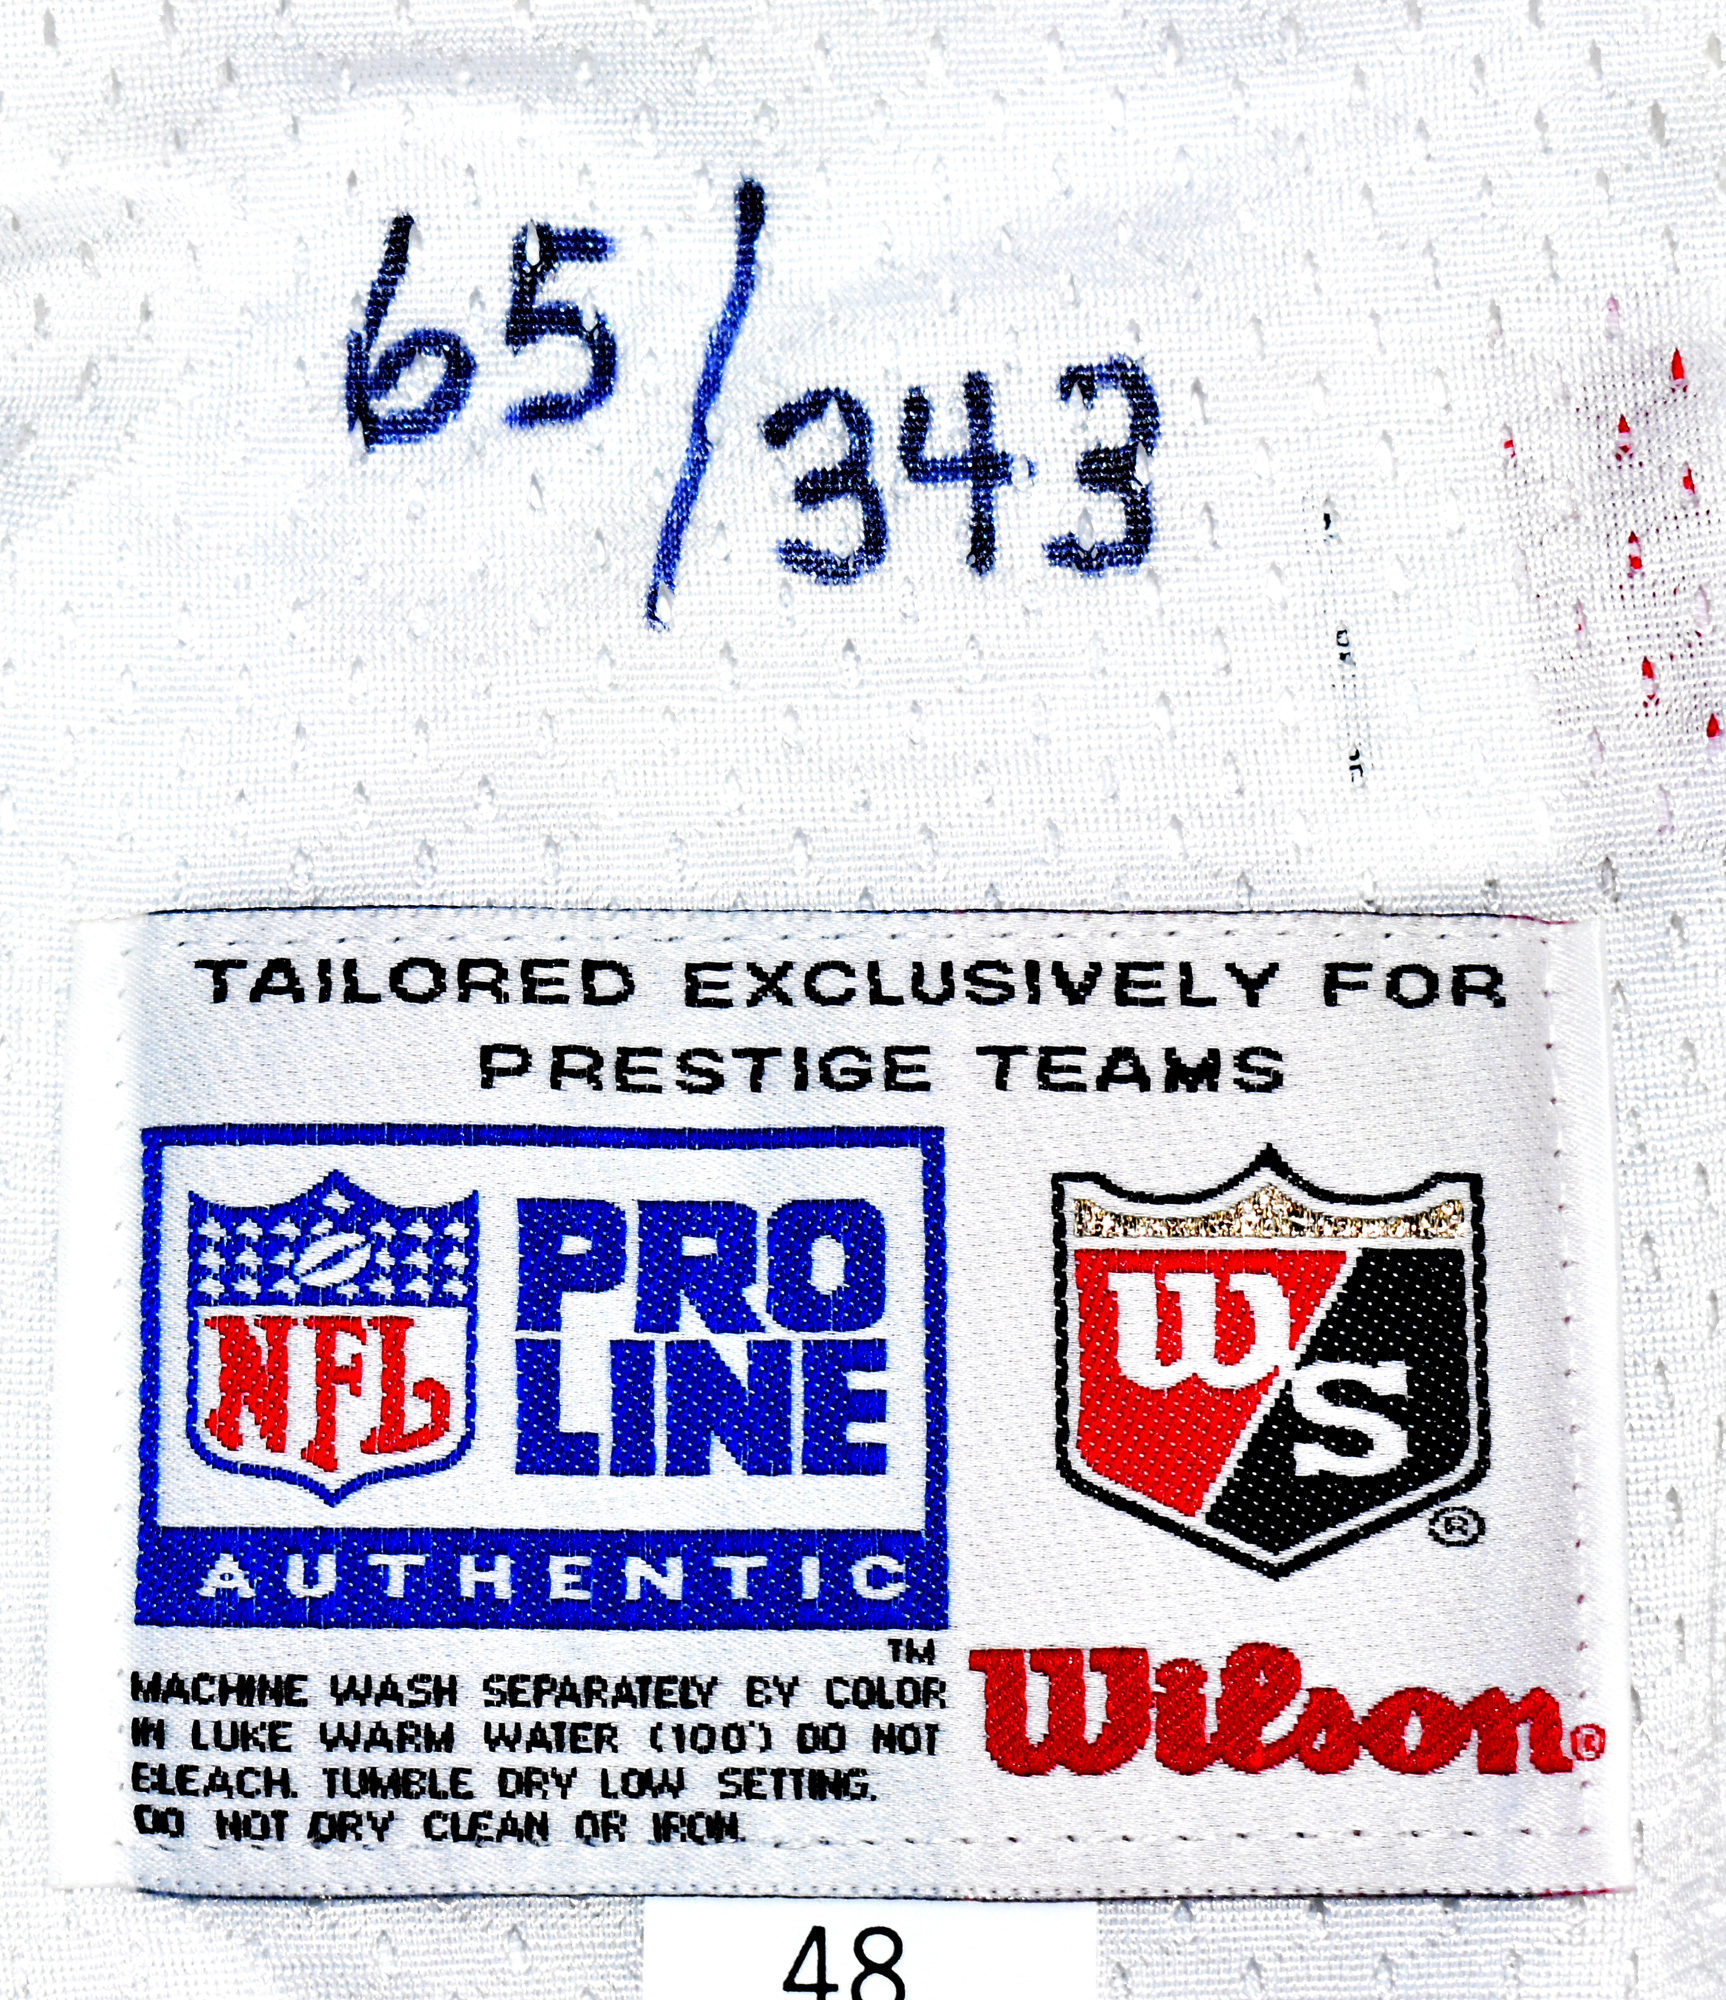 65/343
TAILORED EXCLUSIVELY FOR
PRESTIGE TEAMS
NFL
PRO
LINE
AUTHENTIC
TM
W
S
®
MACHINE WASH SEPARATELY BY COLOR
IN LUKE WARM WATER (100°) DO NOT
BLEACH. TUMBLE DRY LOW SETTING.
DO NOT DRY CLEAN OR IRON.
Wilson®
48